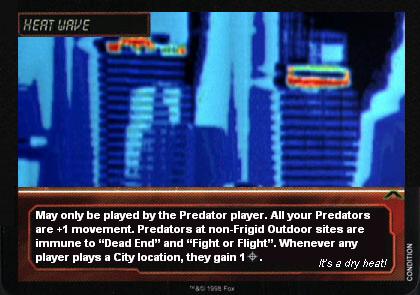 HEAT WAVE
May only be played by the Predator player. All your Predators
are +1 movement. Predators at non-Frigid Outdoor sites are
immune to “Dead End” and “Fight or Flight”. Whenever any
player plays a City location, they gain 1 .
It's a dry heat!
CONDITION
™&© 1998 Fox